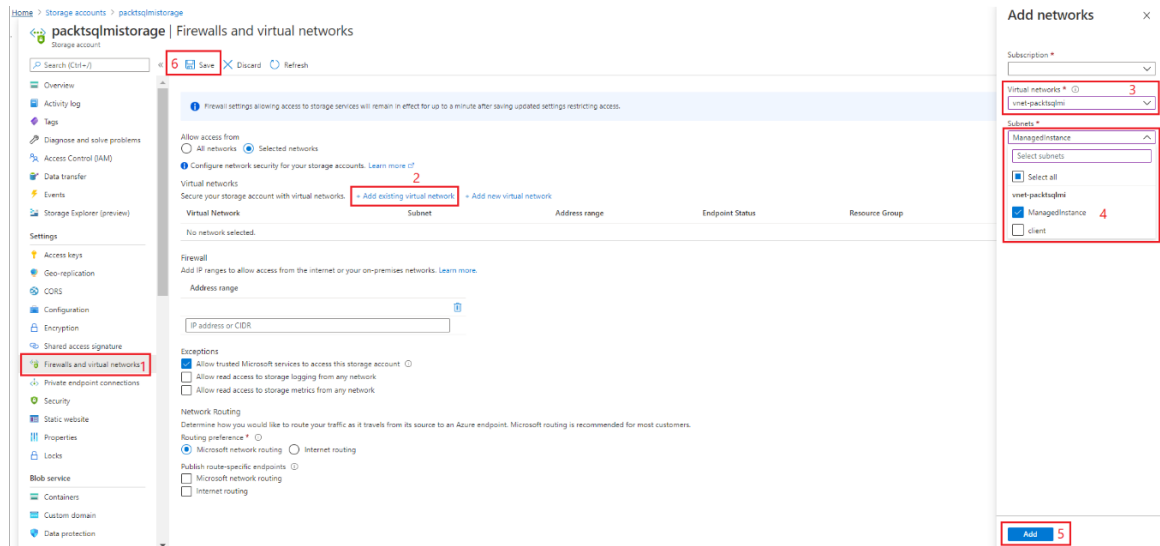 Home > Storage accounts > packtsqlmistorage
packtsqlmistorage | Firewalls and virtual networks
Storage account
Search (Ctrl+/)
«
6 Save Discard Refresh
Overview
Activity log
Tags
Diagnose and solve problems
Access Control (IAM)
Data transfer
Events
Storage Explorer (preview)
Settings
Access keys
Geo-replication
CORS
Configuration
Encryption
Shared access signature
Firewalls and virtual networks 1
Private endpoint connections
Security
Static website
Properties
Locks
Blob service
Containers
Custom domain
Data protection
Firewall settings allowing access to storage services will remain in effect for up to a minute after saving updated settings restricting access.
Allow access from
All networks Selected networks
Configure network security for your storage accounts. Learn more
Virtual networks
2
Secure your storage account with virtual networks. + Add existing virtual network + Add new virtual network
Virtual Network Subnet Address range Endpoint Status Resource Group
No network selected.
Firewall
Add IP ranges to allow access from the internet or your on-premises networks. Learn more.
Address range
IP address or CIDR
Exceptions
Allow trusted Microsoft services to access this storage account
Allow read access to storage logging from any network
Allow read access to storage metrics from any network
Network Routing
Determine how you would like to route your traffic as it travels from its source to an Azure endpoint. Microsoft routing is recommended for most customers.
Routing preference *
Microsoft network routing Internet routing
Publish route-specific endpoints
Microsoft network routing
Internet routing
Add networks ×
Subscription *
Virtual networks * 3
vnet-packtsqlmi
Subnets *
ManagedInstance
Select subnets
Select all
vnet-packtsqlmi
ManagedInstance 4
client
Add 5